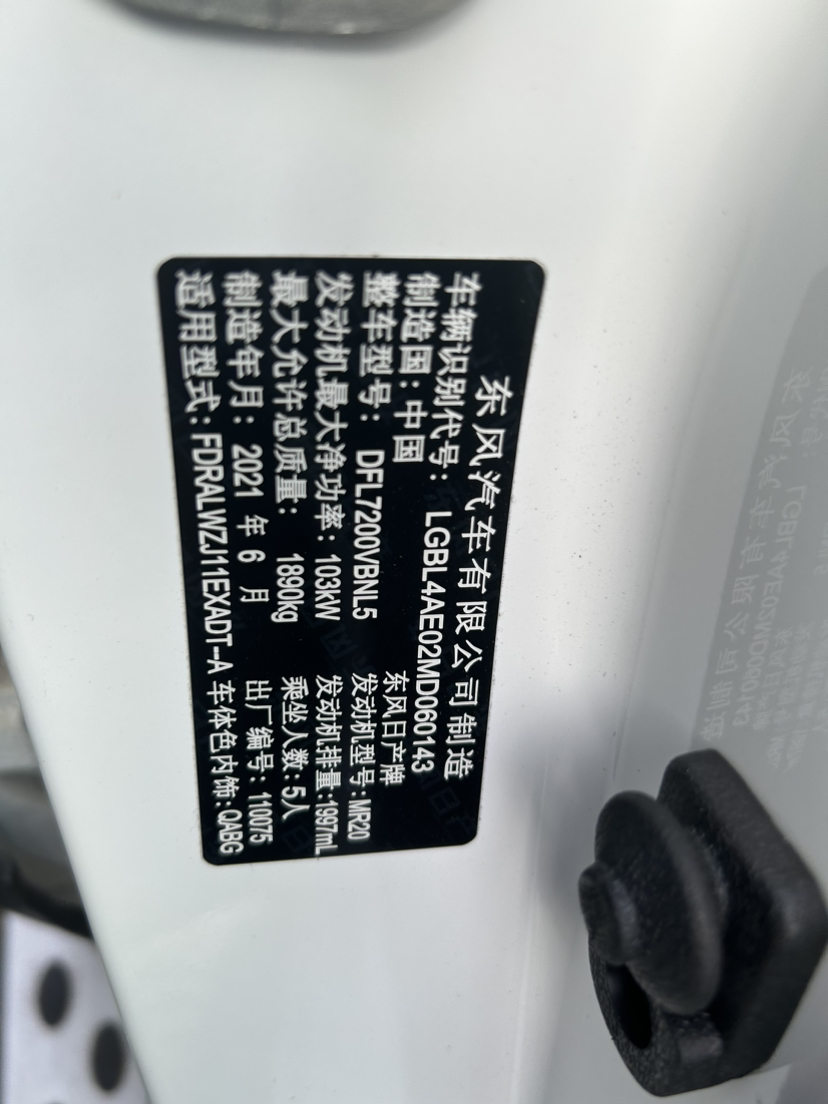 东风汽车有限公司制造
车辆识别代号: LGBL4AE02MD060143
制造国: 中国 东风日产牌
整车型号: DFL7200VBNL5 发动机型号: MR20
发动机最大净功率: 103kW 发动机排量: 1997mL
最大允许总质量: 1890kg 乘坐人数: 5人
制造年月: 2021 年 6 月 出厂编号: 110075
适用型式: FDRALWZJ11EXADT--A 车体色内饰: QABG